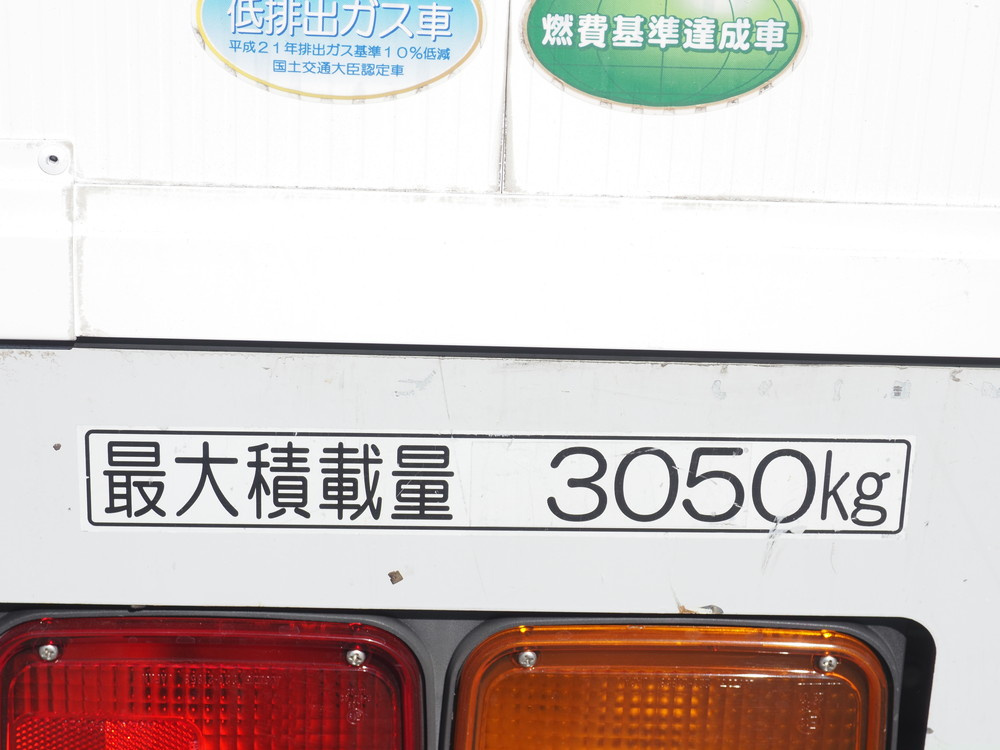 低排出ガス車
平成21年排出ガス基準10%低減
国土交通大臣認定車
燃費基準達成車
最大積載量 3050kg